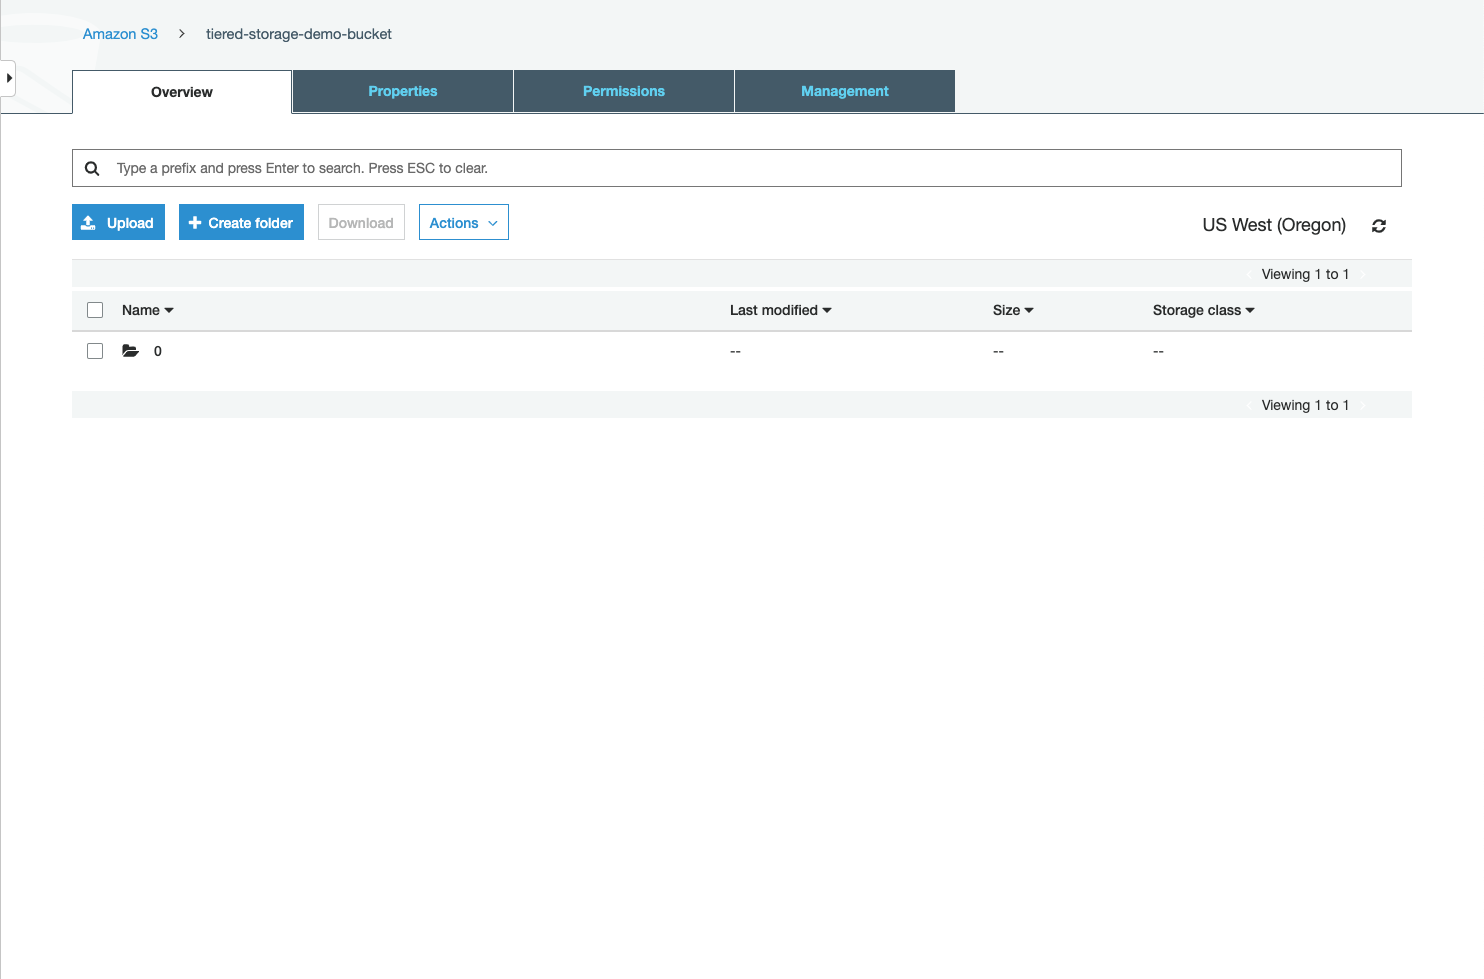 Amazon S3 > tiered-storage-demo-bucket
Overview Properties Permissions Management
Type a prefix and press Enter to search. Press ESC to clear.
Upload Create folder Download Actions US West (Oregon)
Viewing 1 to 1
Name Last modified Size Storage class
0 -- -- --
Viewing 1 to 1